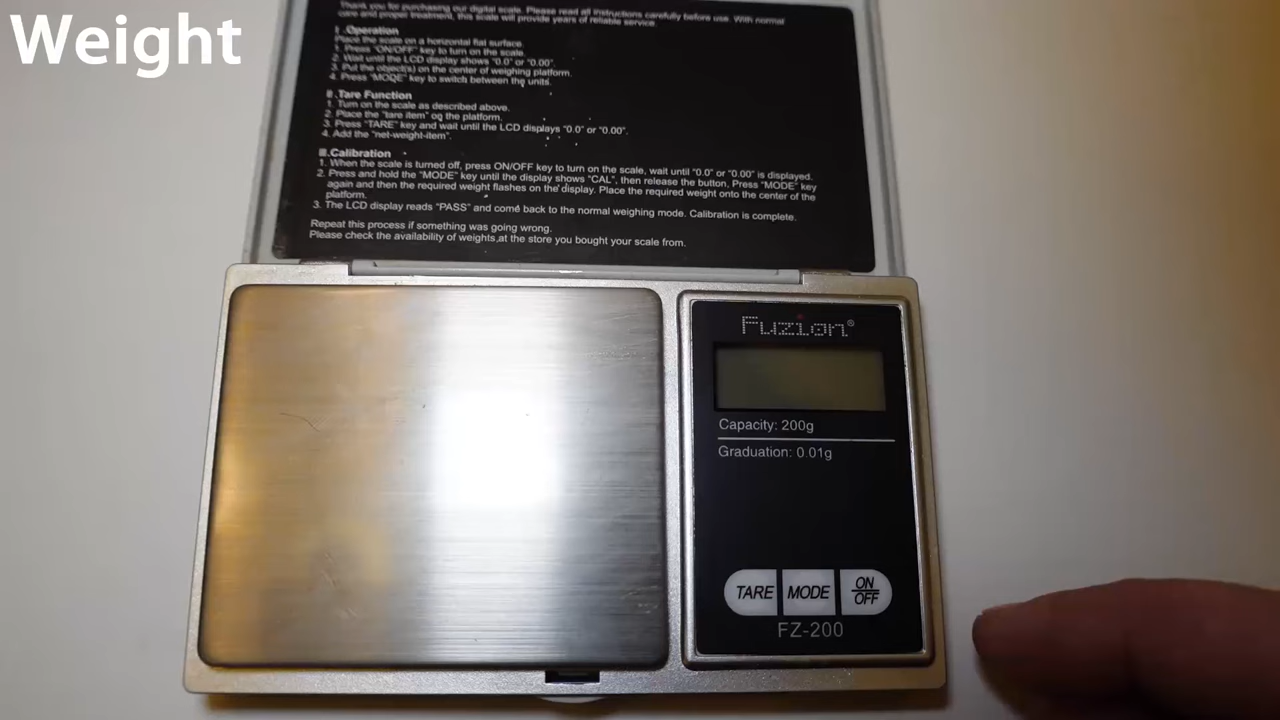 Weight
Thank you for purchasing our digital scale. Please read all instructions carefully before use. With normal
care and proper treatment, this scale will provide years of reliable service.
Ⅰ.Operation
Place the scale on a horizontal flat surface.
1. Press "ON/OFF" key to turn on the scale.
2. Wait until the LCD display shows "0.0" or "0.00".
3. Put the object(s) on the center of weighing platform.
4. Press "MODE" key to switch between the units.
Ⅱ.Tare Function
1. Turn on the scale as described above.
2. Place the "tare item" on the platform.
3. Press "TARE" key and wait until the LCD displays "0.0" or "0.00".
4. Add the "net-weight-item".
Ⅲ.Calibration
1. When the scale is turned off, press ON/OFF key to turn on the scale, wait until "0.0" or "0.00" is displayed.
2. Press and hold the "MODE" key until the display shows "CAL", then release the button, Press "MODE" key
again and then the required weight flashes on the display. Place the required weight onto the center of the
platform.
3. The LCD display reads "PASS" and come back to the normal weighing mode. Calibration is complete.
Repeat this process if something was going wrong.
Please check the availability of weights,at the store you bought your scale from.
Fuzion®
Capacity: 200g
Graduation: 0.01g
TARE MODE ON/OFF
FZ-200